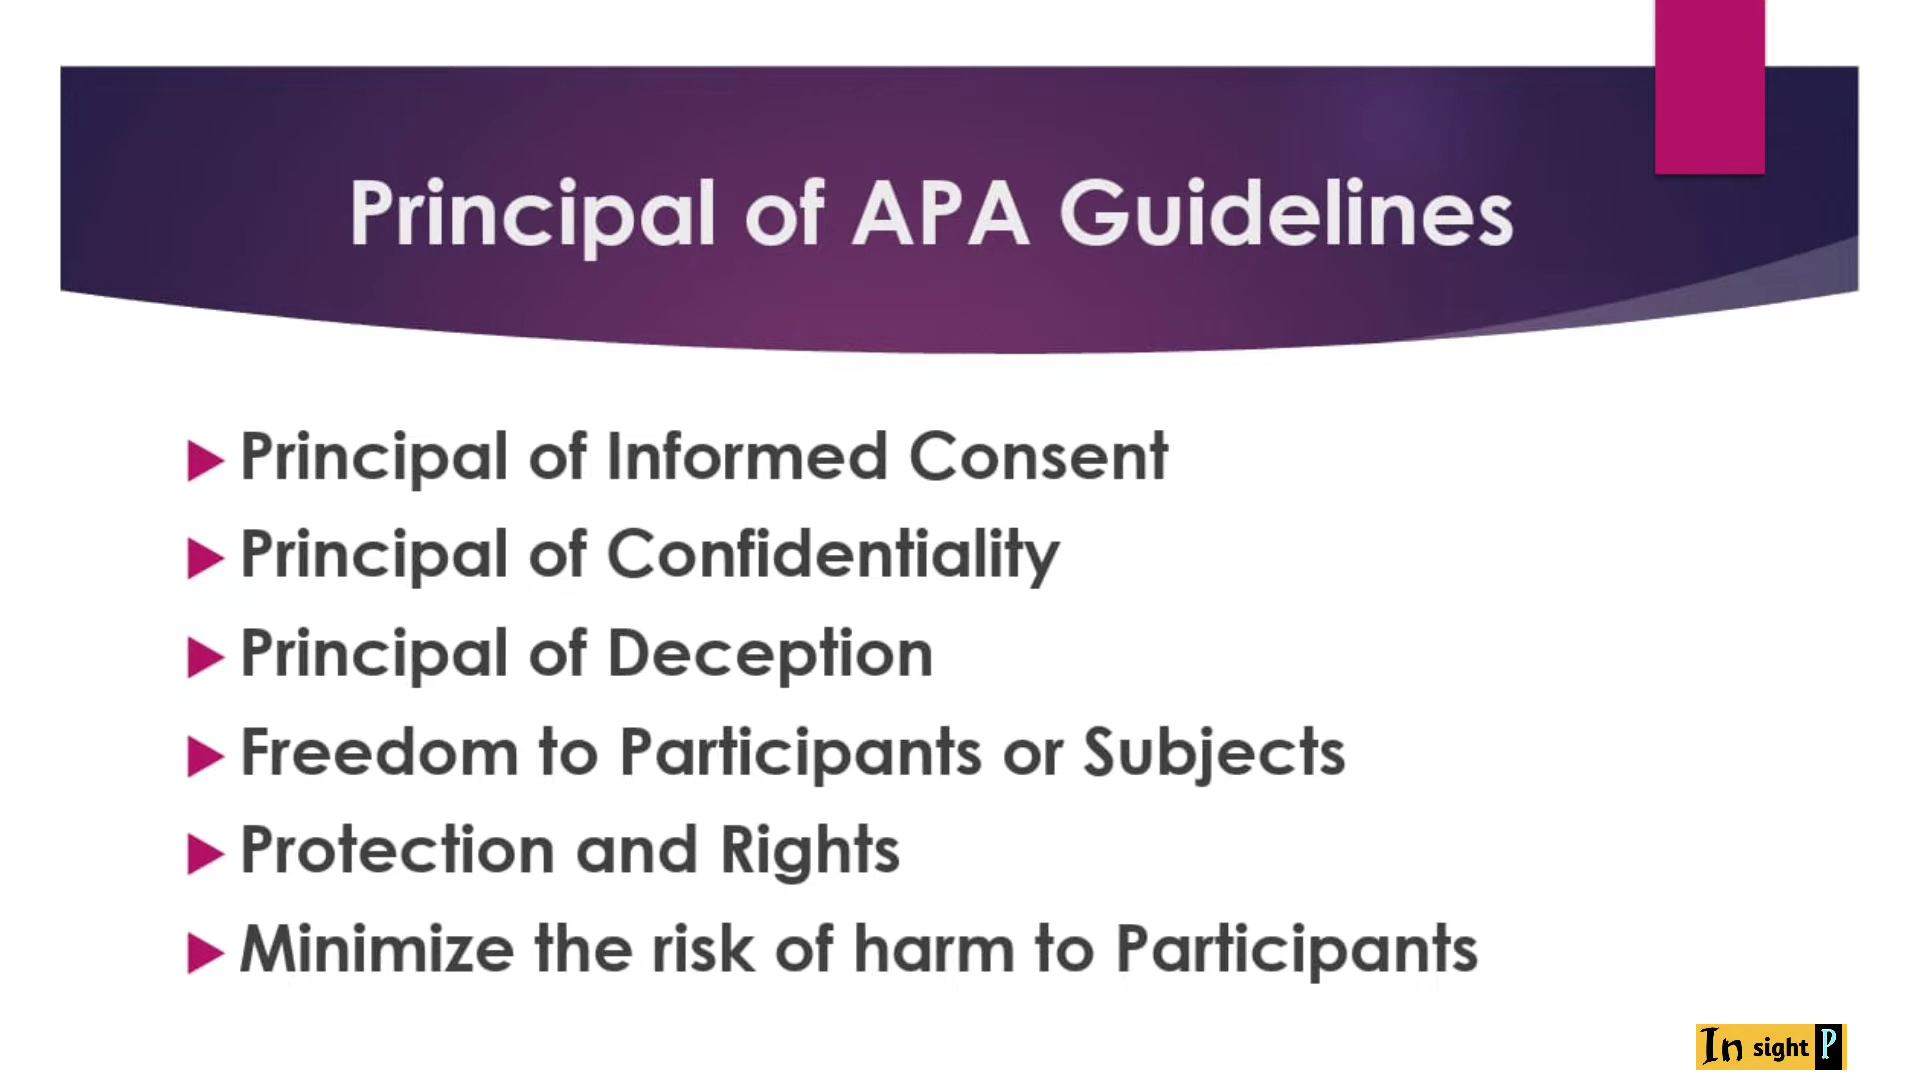 Principal of APA Guidelines
Principal of Informed Consent
Principal of Confidentiality
Principal of Deception
Freedom to Participants or Subjects
Protection and Rights
Minimize the risk of harm to Participants
In sight P